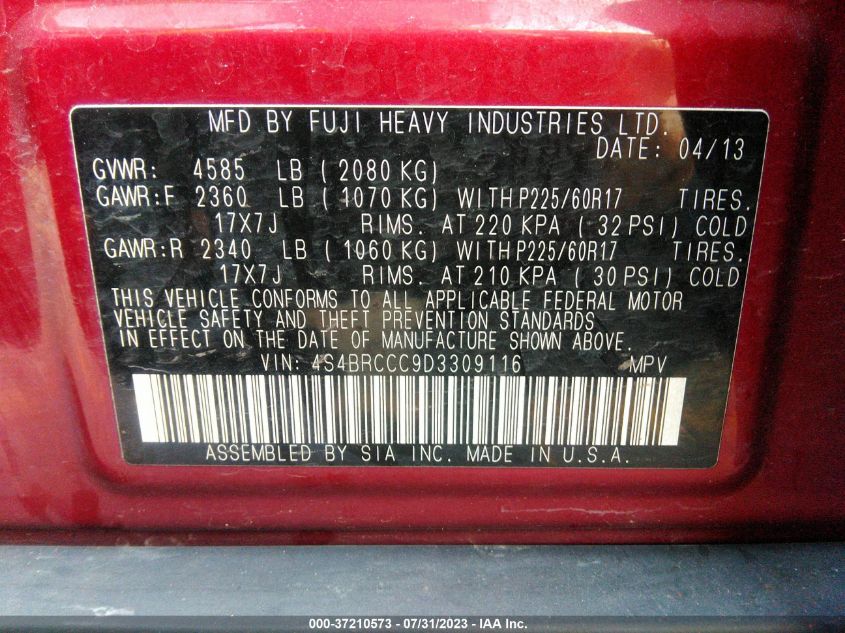 MFD BY FUJI HEAVY INDUSTRIES LTD.
DATE: 04/13
GVWR: 4585 LB ( 2080 KG)
GAWR:F 2360 LB ( 1070 KG) WITH P225/60R17 TIRES.
17X7J RIMS. AT 220 KPA ( 32 PSI) COLD
GAWR:R 2340 LB ( 1060 KG) WITH P225/60R17 TIRES.
17X7J RIMS. AT 210 KPA ( 30 PSI) COLD
THIS VEHICLE CONFORMS TO ALL APPLICABLE FEDERAL MOTOR
VEHICLE SAFETY AND THEFT PREVENTION STANDARDS
IN EFFECT ON THE DATE OF MANUFACTURE SHOWN ABOVE.
VIN: 4S4BRCCC9D3309116 MPV
ASSEMBLED BY SIA INC. MADE IN U.S.A.
000-37210573 - 07/31/2023 - IAA Inc.